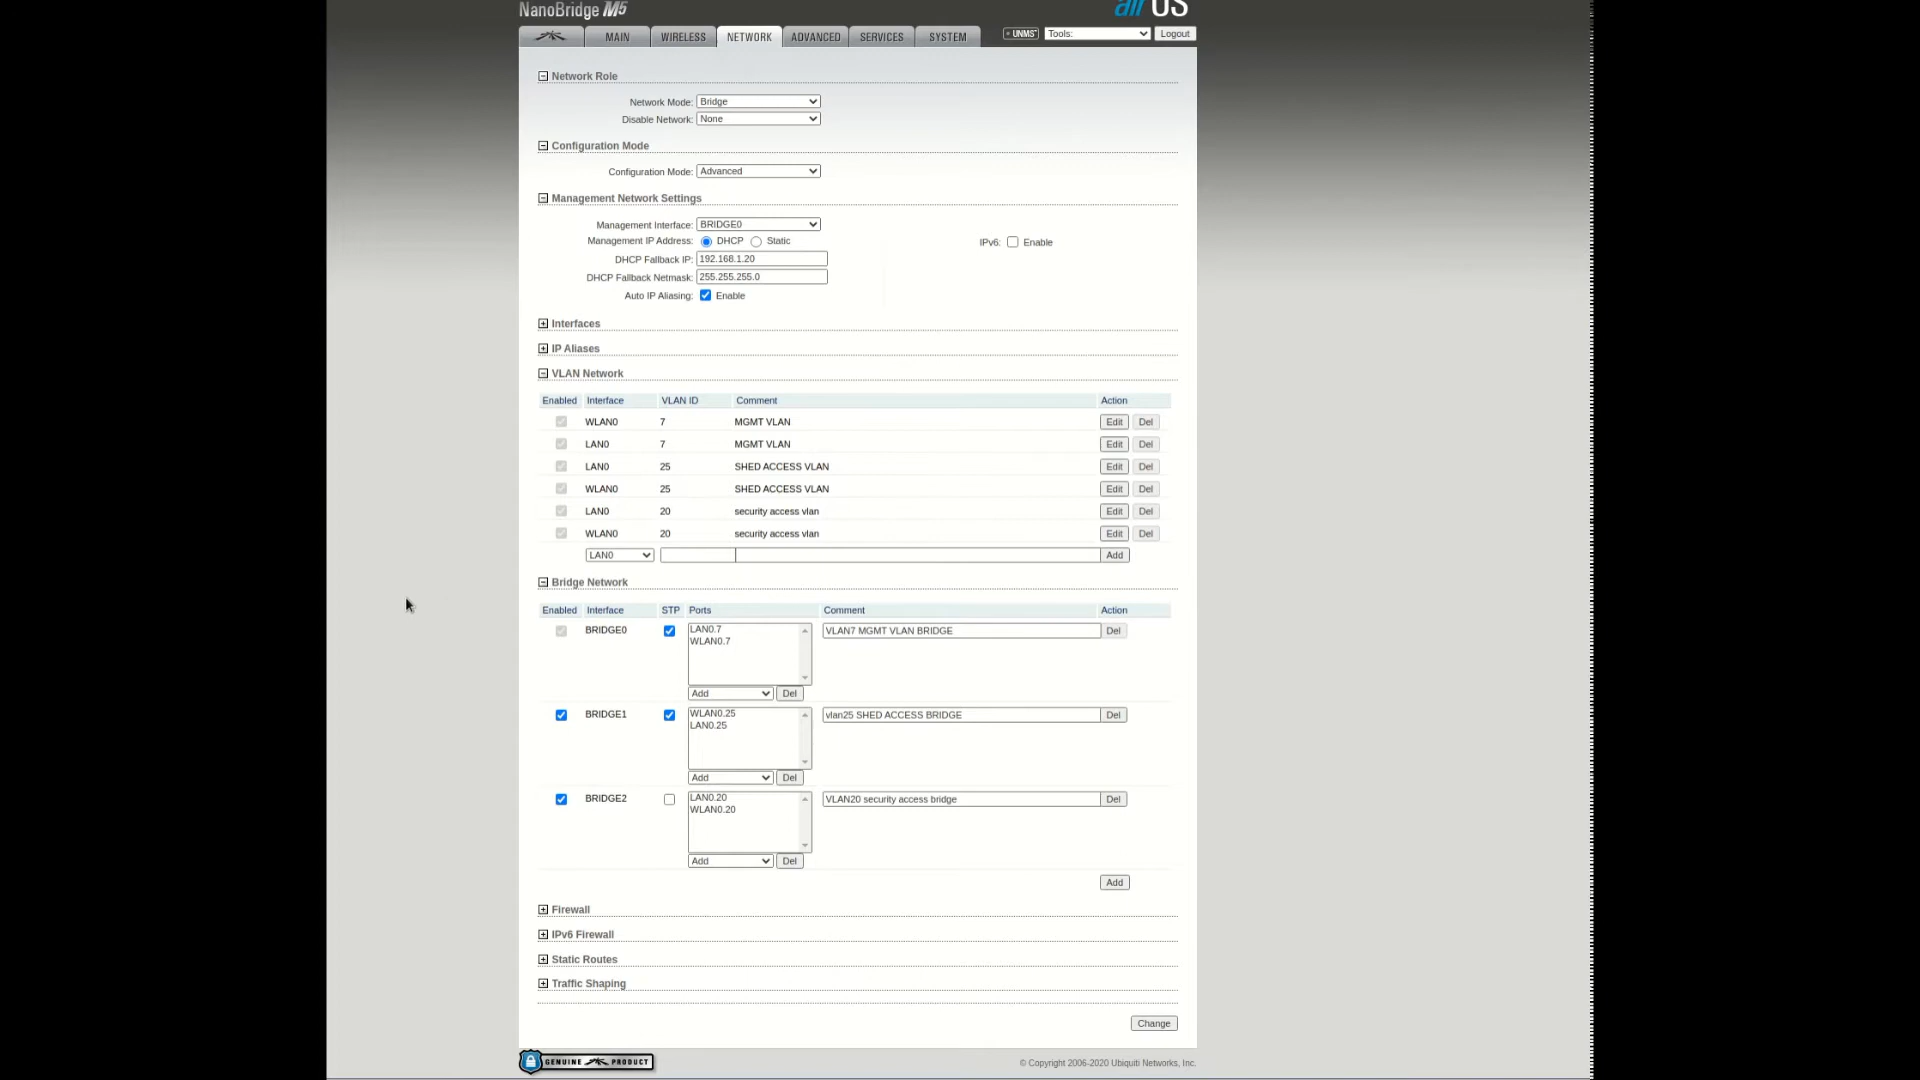 NanoBridge M5
air OS
MAIN WIRELESS NETWORK ADVANCED SERVICES SYSTEM UNMS Tools: Logout
Network Role
Network Mode: Bridge
Disable Network: None
Configuration Mode
Configuration Mode: Advanced
Management Network Settings
Management Interface: BRIDGE0
Management IP Address: DHCP Static IPv6: Enable
DHCP Fallback IP: 192.168.1.20
DHCP Fallback Netmask: 255.255.255.0
Auto IP Aliasing: Enable
Interfaces
IP Aliases
VLAN Network
Enabled Interface VLAN ID Comment Action
WLAN0 7 MGMT VLAN Edit Del
LAN0 7 MGMT VLAN Edit Del
LAN0 25 SHED ACCESS VLAN Edit Del
WLAN0 25 SHED ACCESS VLAN Edit Del
LAN0 20 security access vlan Edit Del
WLAN0 20 security access vlan Edit Del
LAN0 Add
Bridge Network
Enabled Interface STP Ports Comment Action
BRIDGE0 LAN0.7 VLAN7 MGMT VLAN BRIDGE Del
WLAN0.7
Add Del
BRIDGE1 WLAN0.25 vlan25 SHED ACCESS BRIDGE Del
LAN0.25
Add Del
BRIDGE2 LAN0.20 VLAN20 security access bridge Del
WLAN0.20
Add Del
Add
Firewall
IPv6 Firewall
Static Routes
Traffic Shaping
Change
GENUINE PRODUCT
© Copyright 2006-2020 Ubiquiti Networks, Inc.